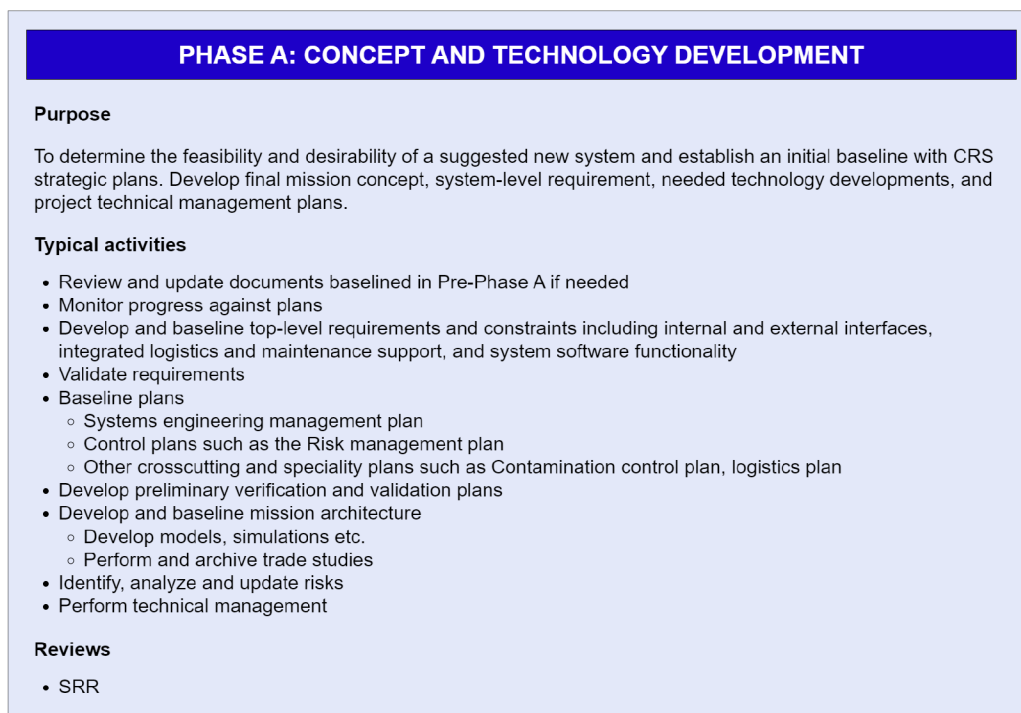 PHASE A: CONCEPT AND TECHNOLOGY DEVELOPMENT
Purpose
To determine the feasibility and desirability of a suggested new system and establish an initial baseline with CRS
strategic plans. Develop final mission concept, system-level requirement, needed technology developments, and
project technical management plans.
Typical activities
• Review and update documents baselined in Pre-Phase A if needed
• Monitor progress against plans
• Develop and baseline top-level requirements and constraints including internal and external interfaces,
integrated logistics and maintenance support, and system software functionality
• Validate requirements
• Baseline plans
◦ Systems engineering management plan
◦ Control plans such as the Risk management plan
◦ Other crosscutting and speciality plans such as Contamination control plan, logistics plan
• Develop preliminary verification and validation plans
• Develop and baseline mission architecture
◦ Develop models, simulations etc.
◦ Perform and archive trade studies
• Identify, analyze and update risks
• Perform technical management
Reviews
• SRR